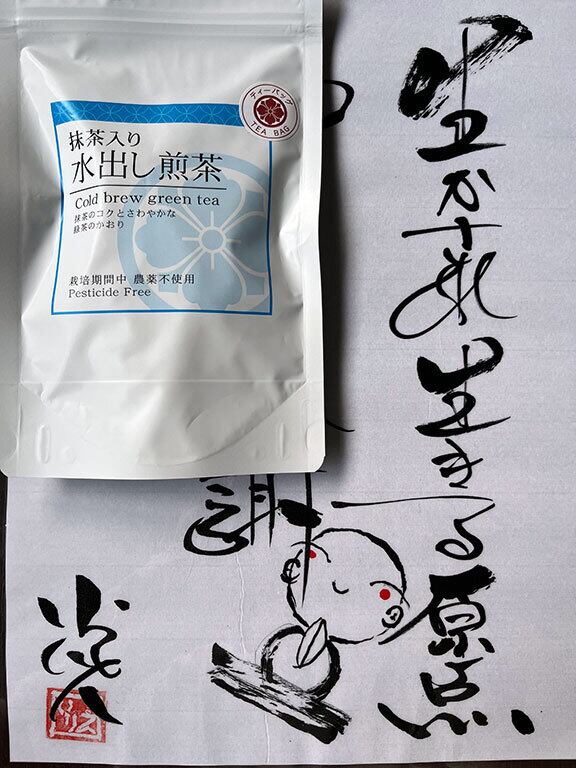 ティーバッグ
TEA BAG
抹茶入り
水出し煎茶
Cold brew green tea
抹茶のコクとさわやかな
緑茶のかおり
栽培期間中 農薬不使用
Pesticide Free
生かされ生きる原点